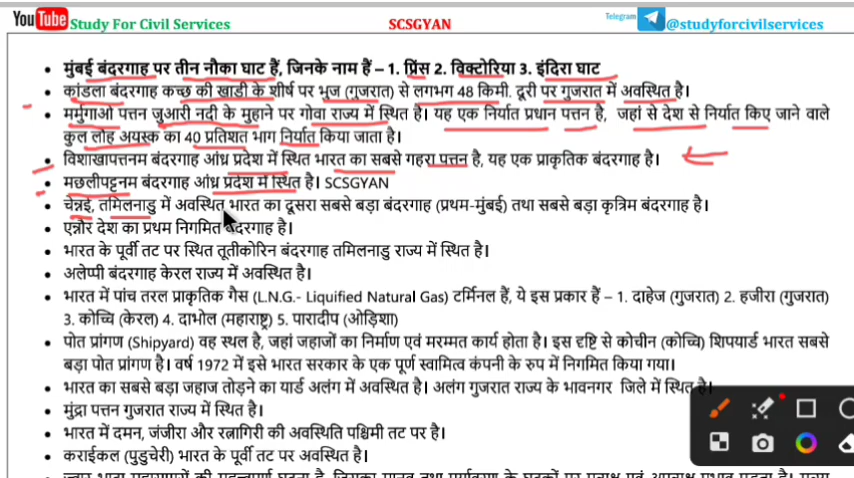 YouTube Study For Civil Services
SCSGYAN
Telegram @studyforcivilservices
• मुंबई बंदरगाह पर तीन नौका घाट हैं, जिनके नाम हैं – 1. प्रिंस 2. विक्टोरिया 3. इंदिरा घाट
• कांडला बंदरगाह कच्छ की खाडी के शीर्ष पर भुज (गुजरात) से लगभग 48 किमी. दूरी पर गुजरात में अवस्थित है।
• मर्मुगाओ पत्तन जुआरी नदी के मुहाने पर गोवा राज्य में स्थित है। यह एक निर्यात प्रधान पत्तन है, जहां से देश से निर्यात किए जाने वाले
कुल लोह अयस्क का 40 प्रतिशत भाग निर्यात किया जाता है।
• विशाखापत्तनम बंदरगाह आंध्र प्रदेश में स्थित भारत का सबसे गहरा पत्तन है, यह एक प्राकृतिक बंदरगाह है।
• मछलीपट्टनम बंदरगाह आंध्र प्रदेश में स्थित है। SCSGYAN
• चेन्नई, तमिलनाडु में अवस्थित भारत का दूसरा सबसे बड़ा बंदरगाह (प्रथम-मुंबई) तथा सबसे बड़ा कृत्रिम बंदरगाह है।
• एन्नौर देश का प्रथम निगमित बंदरगाह है।
• भारत के पूर्वी तट पर स्थित तूतीकोरिन बंदरगाह तमिलनाडु राज्य में स्थित है।
• अलेप्पी बंदरगाह केरल राज्य में अवस्थित है।
• भारत में पांच तरल प्राकृतिक गैस (L.N.G.- Liquified Natural Gas) टर्मिनल हैं, ये इस प्रकार हैं – 1. दाहेज (गुजरात) 2. हजीरा (गुजरात)
3. कोच्चि (केरल) 4. दाभोल (महाराष्ट्र) 5. पारादीप (ओड़िशा)
• पोत प्रांगण (Shipyard) वह स्थल है, जहां जहाजों का निर्माण एवं मरम्मत कार्य होता है। इस दृष्टि से कोचीन (कोच्चि) शिपयार्ड भारत सबसे
बड़ा पोत प्रांगण है। वर्ष 1972 में इसे भारत सरकार के एक पूर्ण स्वामित्व कंपनी के रुप में निगमित किया गया।
• भारत का सबसे बड़ा जहाज तोड़ने का यार्ड अलंग में अवस्थित है। अलंग गुजरात राज्य के भावनगर जिले में स्थित है।
• मुंद्रा पत्तन गुजरात राज्य में स्थित है।
• भारत में दमन, जंजीरा और रत्नागिरी की अवस्थिति पश्चिमी तट पर है।
• कराईकल (पुडुचेरी) भारत के पूर्वी तट पर अवस्थित है।